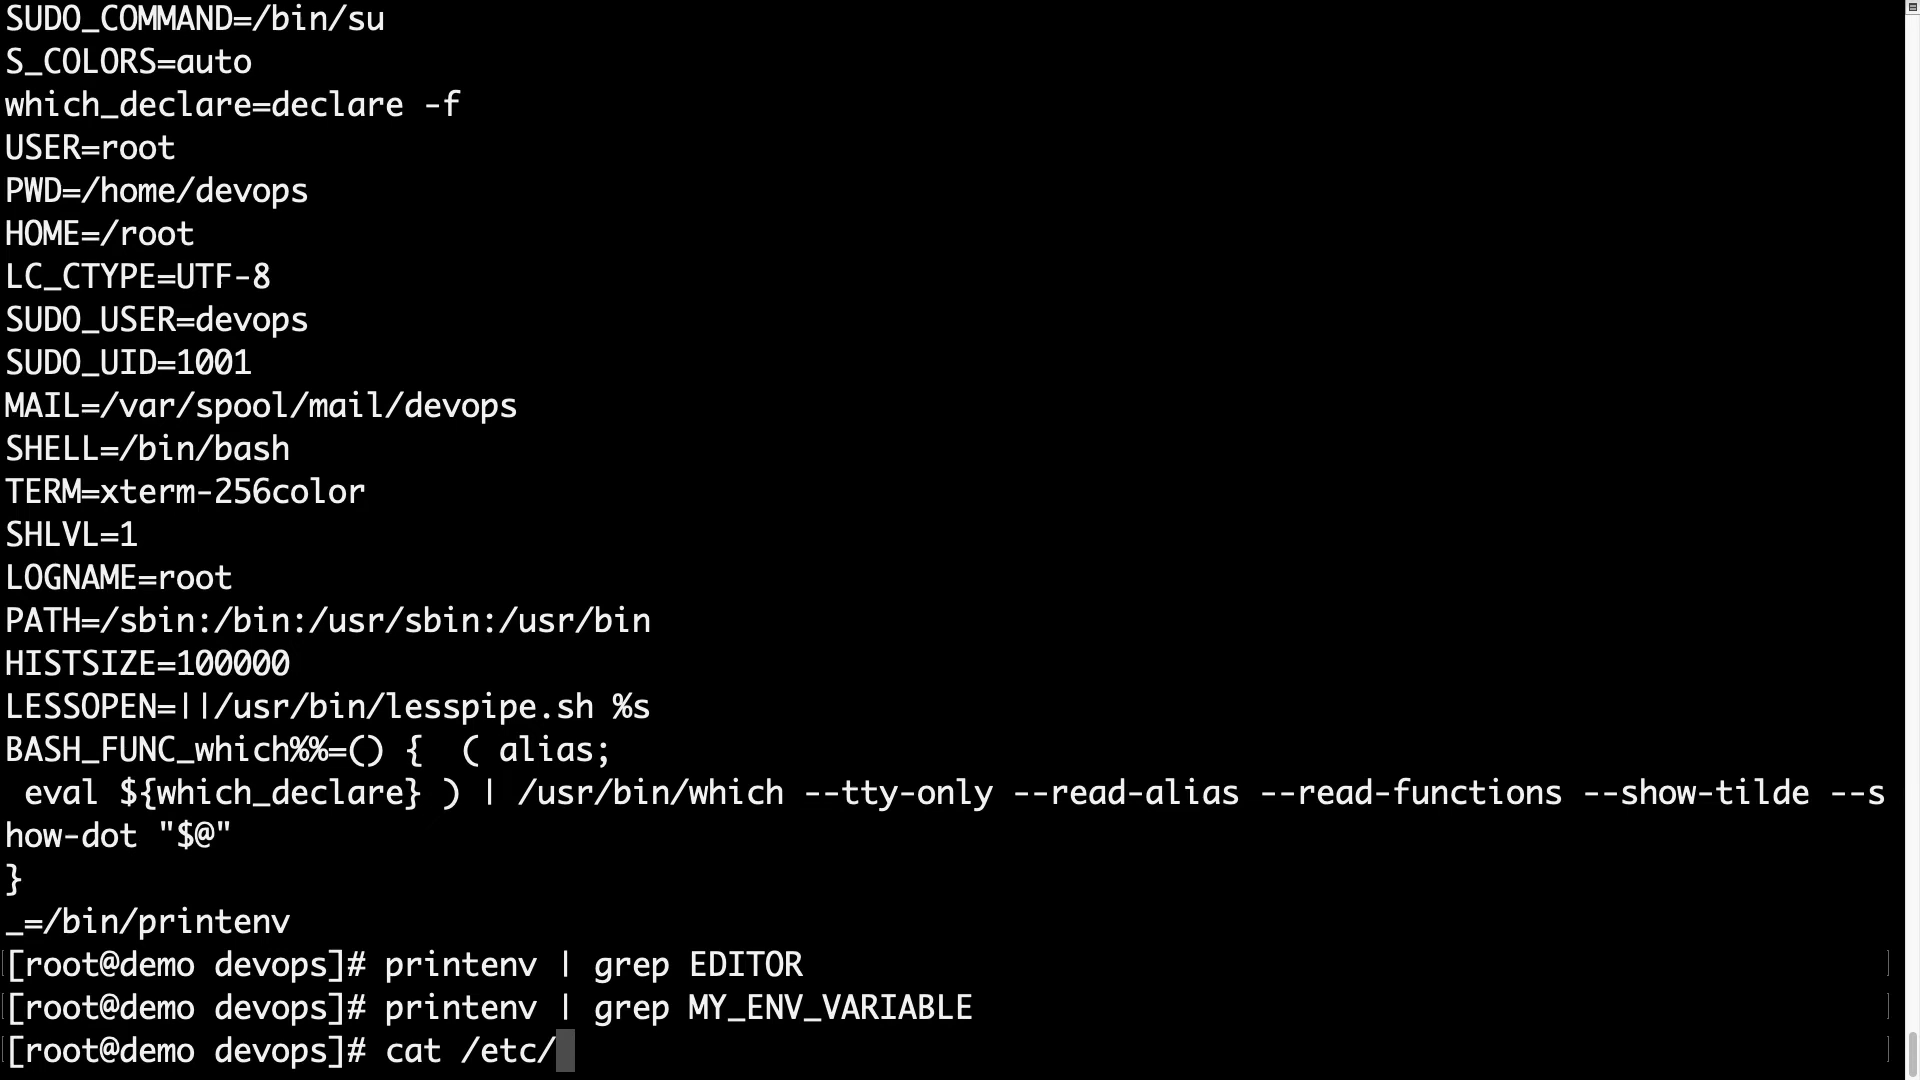 SUDO_COMMAND=/bin/su
S_COLORS=auto
which_declare=declare -f
USER=root
PWD=/home/devops
HOME=/root
LC_CTYPE=UTF-8
SUDO_USER=devops
SUDO_UID=1001
MAIL=/var/spool/mail/devops
SHELL=/bin/bash
TERM=xterm-256color
SHLVL=1
LOGNAME=root
PATH=/sbin:/bin:/usr/sbin:/usr/bin
HISTSIZE=100000
LESSOPEN=||/usr/bin/lesspipe.sh %s
BASH_FUNC_which%%=() {  ( alias;
 eval ${which_declare} ) | /usr/bin/which --tty-only --read-alias --read-functions --show-tilde --s
how-dot "$@"
}
_=/bin/printenv
[root@demo devops]# printenv | grep EDITOR
[root@demo devops]# printenv | grep MY_ENV_VARIABLE
[root@demo devops]# cat /etc/